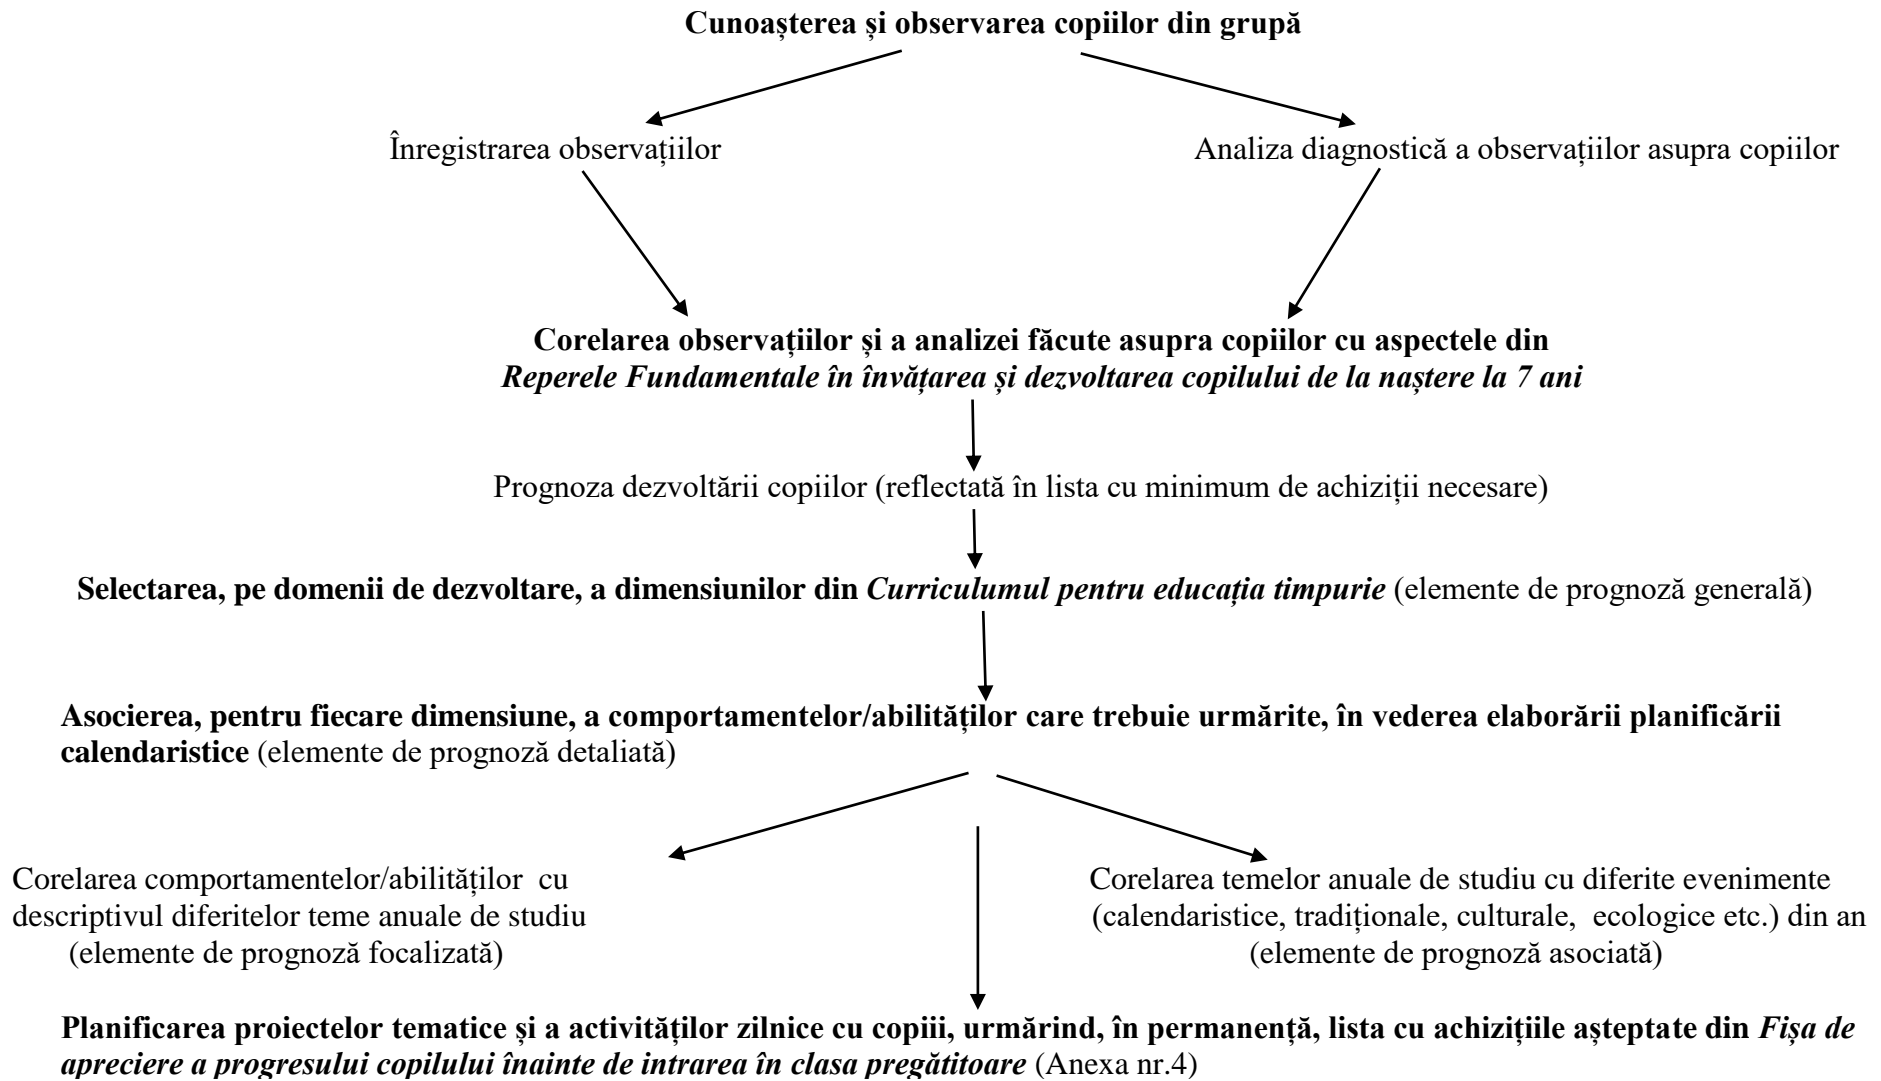 Cunoașterea și observarea copiilor din grupă
Înregistrarea observațiilor
Analiza diagnostică a observațiilor asupra copiilor
Corelarea observațiilor și a analizei făcute asupra copiilor cu aspectele din
Reperele Fundamentale în învățarea și dezvoltarea copilului de la naștere la 7 ani
Prognoza dezvoltării copiilor (reflectată în lista cu minimum de achiziții necesare)
Selectarea, pe domenii de dezvoltare, a dimensiunilor din Curriculumul pentru educația timpurie (elemente de prognoză generală)
Asocierea, pentru fiecare dimensiune, a comportamentelor/abilităților care trebuie urmărite, în vederea elaborării planificării
calendaristice (elemente de prognoză detaliată)
Corelarea comportamentelor/abilităților cu
descriptivul diferitelor teme anuale de studiu
(elemente de prognoză focalizată)
Corelarea temelor anuale de studiu cu diferite evenimente
(calendaristice, tradiționale, culturale, ecologice etc.) din an
(elemente de prognoză asociată)
Planificarea proiectelor tematice și a activităților zilnice cu copiii, urmărind, în permanență, lista cu achizițiile așteptate din Fișa de
apreciere a progresului copilului înainte de intrarea în clasa pregătitoare (Anexa nr.4)